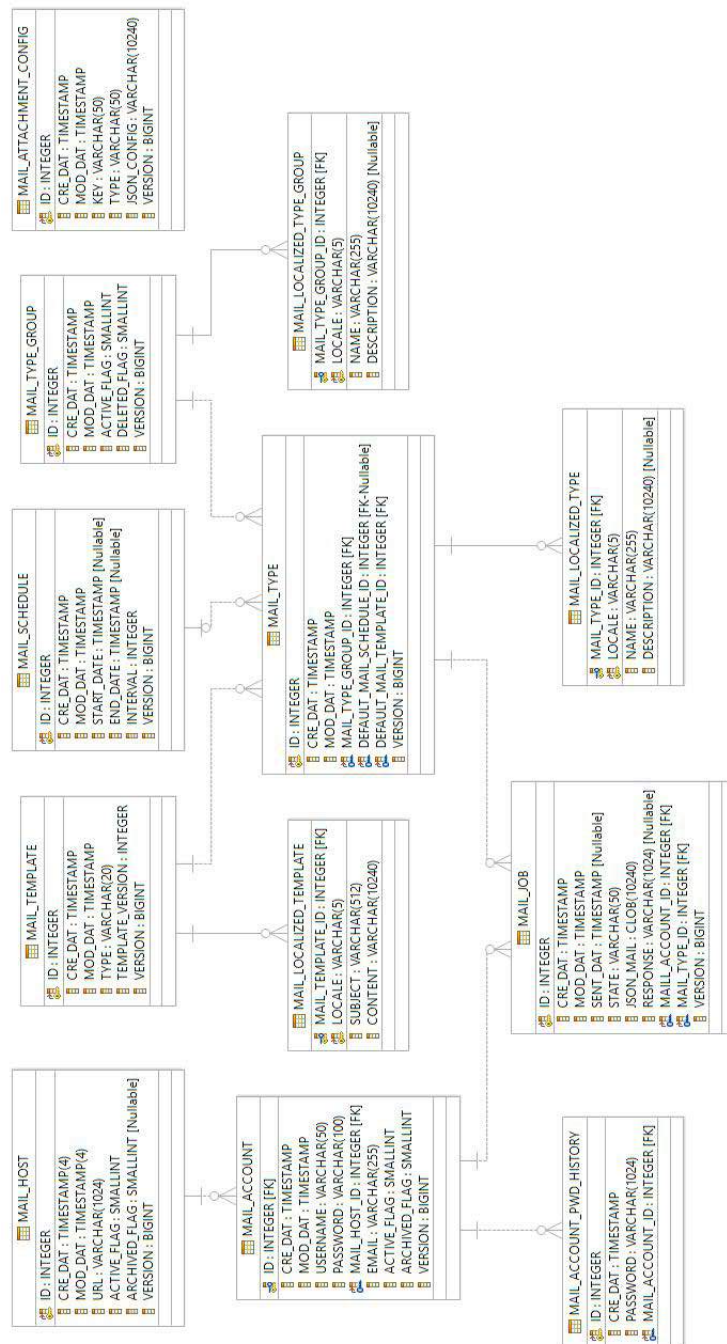 MAIL_HOST
ID : INTEGER
CRE_DAT : TIMESTAMP(4)
MOD_DAT : TIMESTAMP(4)
URL : VARCHAR(1024)
ACTIVE_FLAG : SMALLINT
ARCHIVED_FLAG : SMALLINT [Nullable]
VERSION : BIGINT
MAIL_TEMPLATE
ID : INTEGER
CRE_DAT : TIMESTAMP
MOD_DAT : TIMESTAMP
TYPE : VARCHAR(20)
TEMPLATE_VERSION : INTEGER
VERSION : BIGINT
MAIL_SCHEDULE
ID : INTEGER
CRE_DAT : TIMESTAMP
MOD_DAT : TIMESTAMP
START_DATE : TIMESTAMP [Nullable]
END_DATE : TIMESTAMP [Nullable]
INTERVAL : INTEGER
VERSION : BIGINT
MAIL_TYPE_GROUP
ID : INTEGER
CRE_DAT : TIMESTAMP
MOD_DAT : TIMESTAMP
ACTIVE_FLAG : SMALLINT
DELETED_FLAG : SMALLINT
VERSION : BIGINT
MAIL_ATTACHMENT_CONFIG
ID : INTEGER
CRE_DAT : TIMESTAMP
MOD_DAT : TIMESTAMP
KEY : VARCHAR(50)
TYPE : VARCHAR(50)
JSON_CONFIG : VARCHAR(10240)
VERSION : BIGINT
MAIL_ACCOUNT
ID : INTEGER [FK]
CRE_DAT : TIMESTAMP
MOD_DAT : TIMESTAMP
USERNAME : VARCHAR(50)
PASSWORD : VARCHAR(100)
MAIL_HOST_ID : INTEGER [FK]
EMAIL : VARCHAR(255)
ACTIVE_FLAG : SMALLINT
ARCHIVED_FLAG : SMALLINT
VERSION : BIGINT
MAIL_LOCALIZED_TEMPLATE
MAIL_TEMPLATE_ID : INTEGER [FK]
LOCALE : VARCHAR(5)
SUBJECT : VARCHAR(512)
CONTENT : VARCHAR(10240)
MAIL_TYPE
ID : INTEGER
CRE_DAT : TIMESTAMP
MOD_DAT : TIMESTAMP
MAIL_TYPE_GROUP_ID : INTEGER [FK]
DEFAULT_MAIL_SCHEDULE_ID : INTEGER [FK-Nullable]
DEFAULT_MAIL_TEMPLATE_ID : INTEGER [FK]
VERSION : BIGINT
MAIL_LOCALIZED_TYPE_GROUP
MAIL_TYPE_GROUP_ID : INTEGER [FK]
LOCALE : VARCHAR(5)
NAME : VARCHAR(255)
DESCRIPTION : VARCHAR(10240) [Nullable]
MAIL_ACCOUNT_PWD_HISTORY
ID : INTEGER
CRE_DAT : TIMESTAMP
PASSWORD : VARCHAR(1024)
MAIL_ACCOUNT_ID : INTEGER [FK]
MAIL_JOB
ID : INTEGER
CRE_DAT : TIMESTAMP
MOD_DAT : TIMESTAMP
SENT_DAT : TIMESTAMP [Nullable]
STATE : VARCHAR(50)
JSON_MAIL : CLOB(10240)
RESPONSE : VARCHAR(1024) [Nullable]
MAILL_ACCOUNT_ID : INTEGER [FK]
MAIL_TYPE_ID : INTEGER [FK]
VERSION : BIGINT
MAIL_LOCALIZED_TYPE
MAIL_TYPE_ID : INTEGER [FK]
LOCALE : VARCHAR(5)
NAME : VARCHAR(255)
DESCRIPTION : VARCHAR(10240) [Nullable]